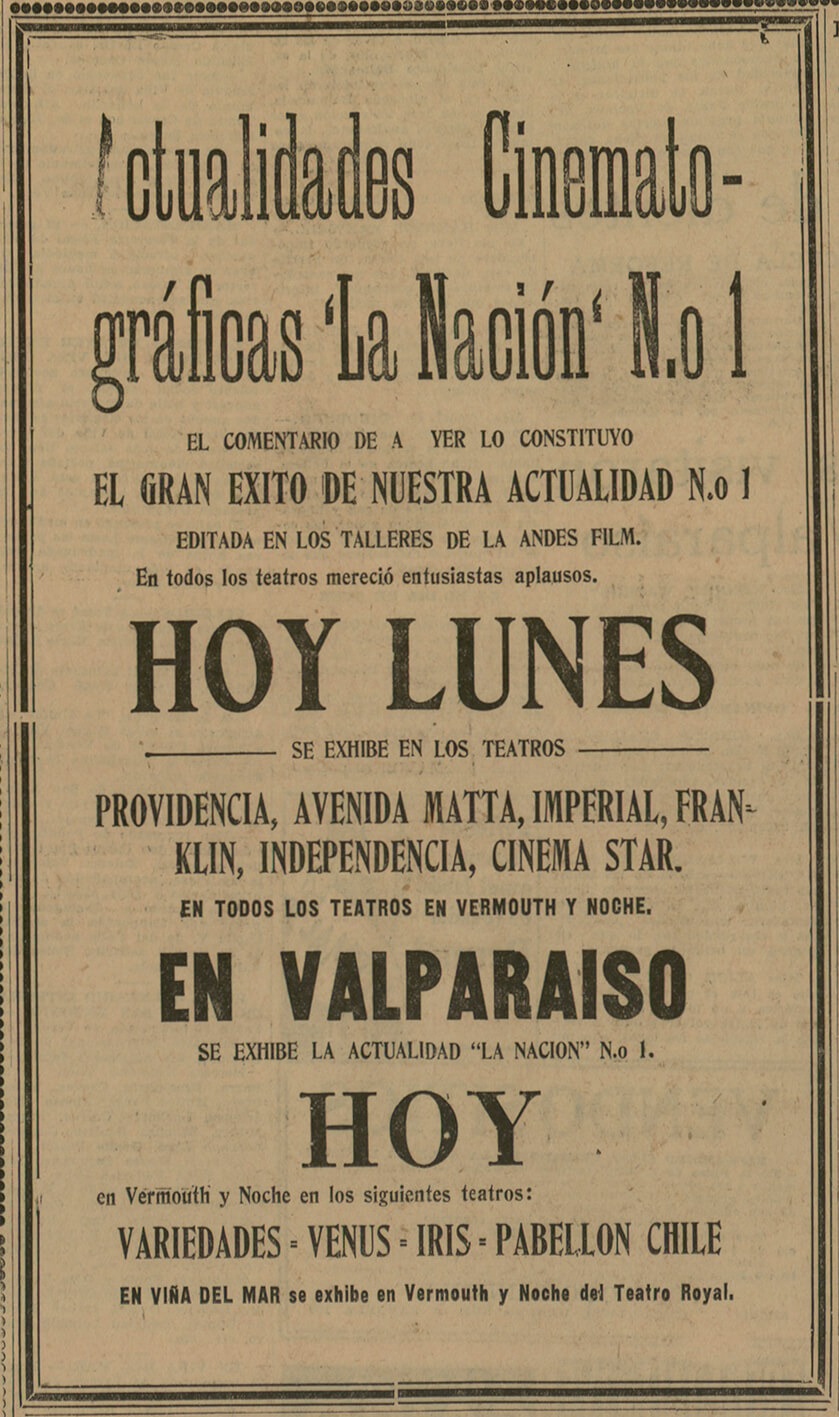 Actualidades Cinemato-
gráficas ‘La Nación‘ N.o 1
EL COMENTARIO DE A YER LO CONSTITUYO
EL GRAN EXITO DE NUESTRA ACTUALIDAD N.o 1
EDITADA EN LOS TALLERES DE LA ANDES FILM.
En todos los teatros mereció entusiastas aplausos.
HOY LUNES
SE EXHIBE EN LOS TEATROS
PROVIDENCIA, AVENIDA MATTA, IMPERIAL, FRAN-
KLIN, INDEPENDENCIA, CINEMA STAR.
EN TODOS LOS TEATROS EN VERMOUTH Y NOCHE.
EN VALPARAISO
SE EXHIBE LA ACTUALIDAD "LA NACION" N.o 1.
HOY
en Vermouth y Noche en los siguientes teatros:
VARIEDADES = VENUS = IRIS = PABELLON CHILE
EN VIÑA DEL MAR se exhibe en Vermouth y Noche del Teatro Royal.